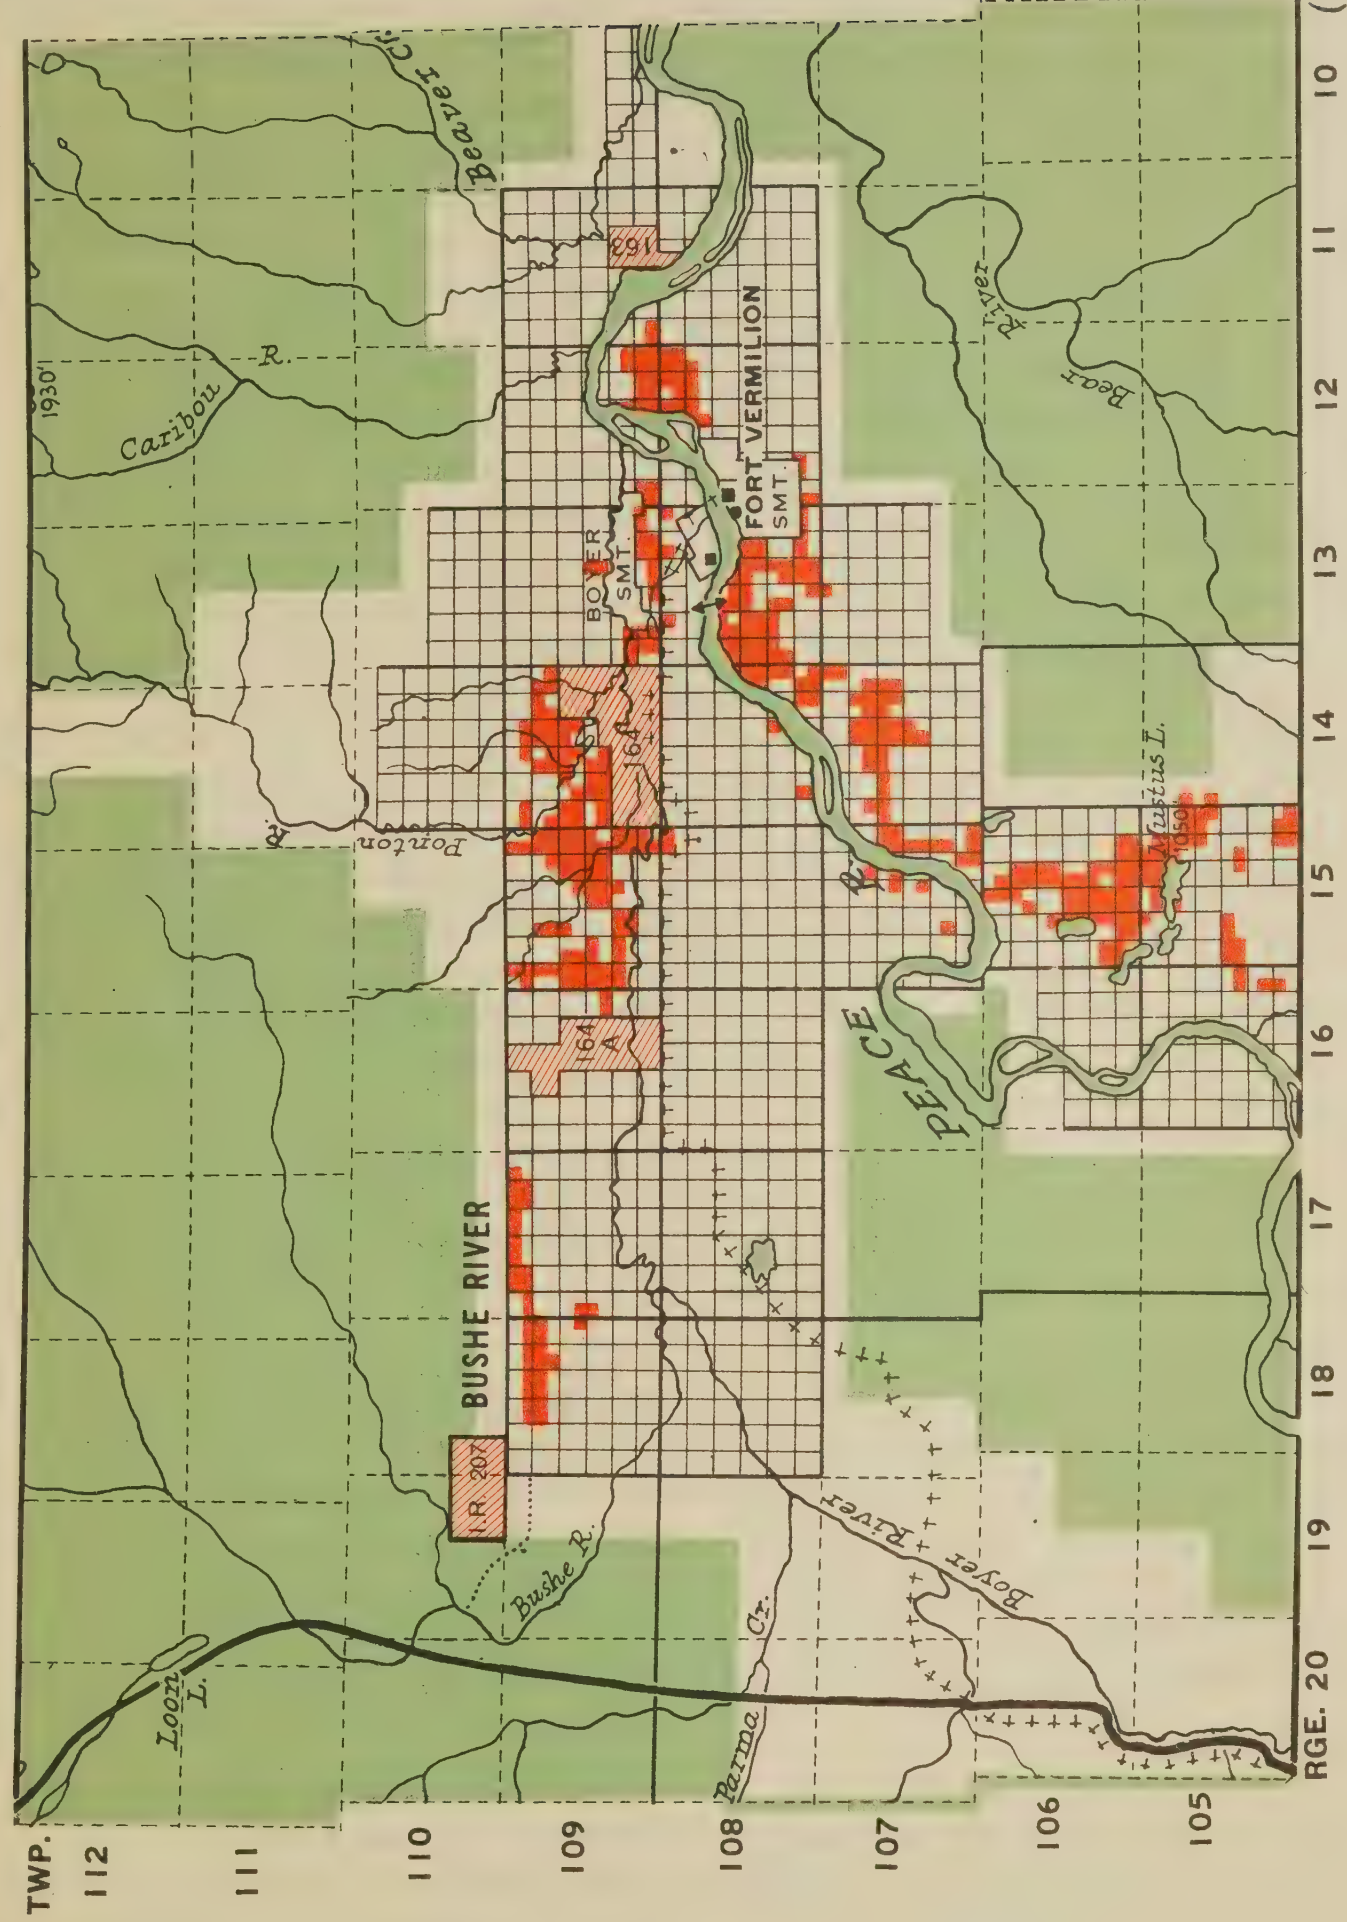 TWP.
112
111
110
109
108
107
106
105
RGE. 20
19
18
17
16
15
14
13
12
11
10
(
Loon
L.
Bushe R.
Parma Cr.
Boyer River
I.R. 207
BUSHE RIVER
164
A
164
163
PEACE
R.
Ponton
R.
BOYER
SMT.
FORT VERMILION
SMT.
Caribou R.
1930'
Beaver Cr.
Bear River
Mustus L.
1050'